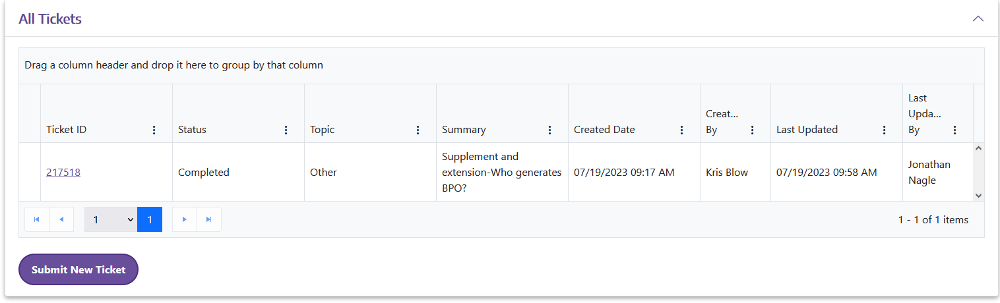 All Tickets
Drag a column header and drop it here to group by that column
Ticket ID
Status
Topic
Summary
Created Date
Creat...
By
Last Updated
Last
Upda...
By
217518
Completed
Other
Supplement and
extension-Who generates
BPO?
07/19/2023 09:17 AM
Kris Blow
07/19/2023 09:58 AM
Jonathan
Nagle
1
1
1 - 1 of 1 items
Submit New Ticket